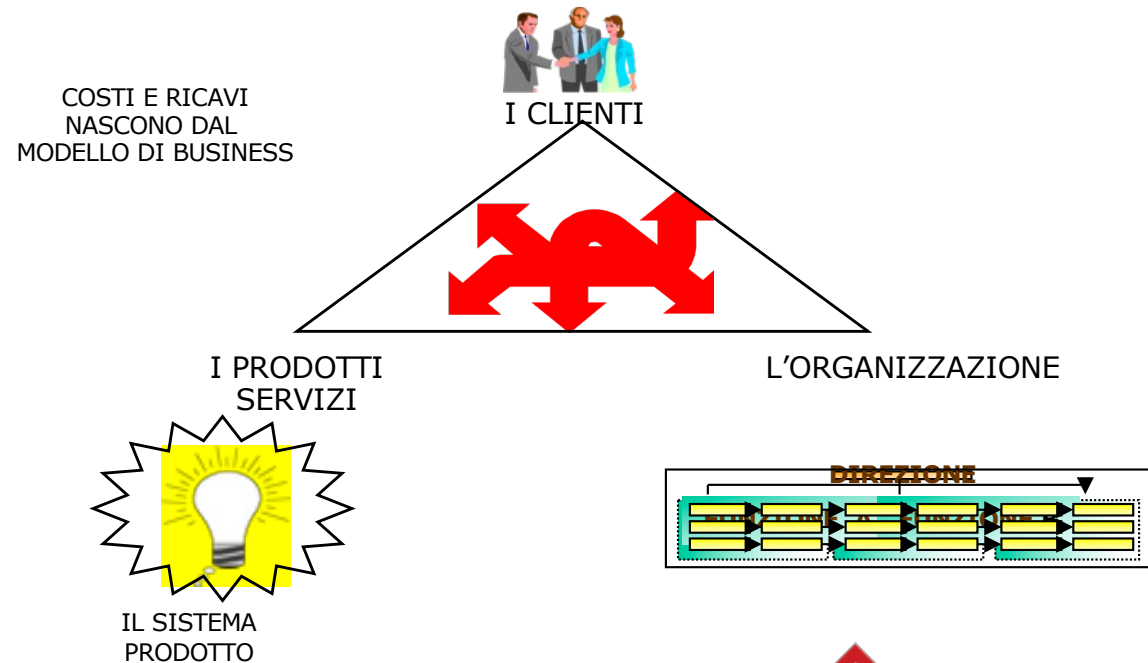 COSTI E RICAVI
NASCONO DAL
MODELLO DI BUSINESS
I CLIENTI
I PRODOTTI
SERVIZI
L’ORGANIZZAZIONE
DIREZIONE
IL SISTEMA
PRODOTTO